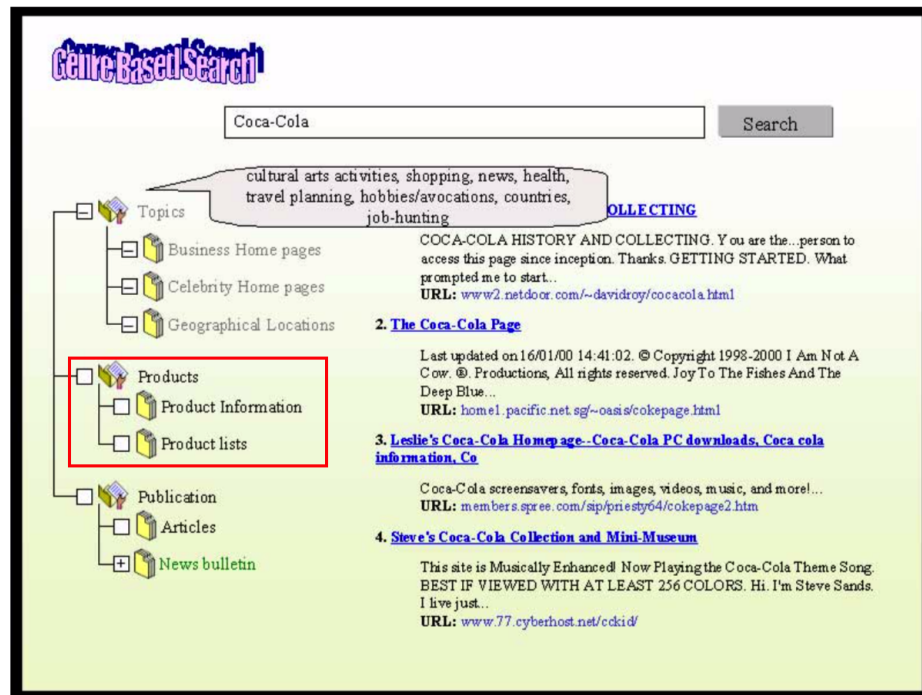 Genre Based Search
Coca-Cola
Search
cultural arts activities, shopping, news, health,
travel planning, hobbies/avocations, countries,
job-hunting
Topics
Business Home pages
Celebrity Home pages
Geographical Locations
Products
Product Information
Product lists
Publication
Articles
News bulletin
OLLECTING
COCA-COLA HISTORY AND COLLECTING. You are the...person to
access this page since inception. Thanks. GETTING STARTED. What
prompted me to start...
URL: www2.netdoor.com/~davidroy/cocacola.html
2. The Coca-Cola Page
Last updated on 16/01/00 14:41:02. © Copyright 1998-2000 I Am Not A
Cow. ®. Productions, All rights reserved. Joy To The Fishes And The
Deep Blue...
URL: home1.pacific.net.sg/~oasis/cokepage.html
3. Leslie's Coca-Cola Homepage--Coca-Cola PC downloads, Coca cola
information, Co
Coca-Cola screensavers, fonts, images, videos, music, and more!...
URL: members.spree.com/sip/priesty64/cokepage2.htm
4. Steve's Coca-Cola Collection and Mini-Museum
This site is Musically Enhanced! Now Playing the Coca-Cola Theme Song.
BEST IF VIEWED WITH AT LEAST 256 COLORS. Hi. I'm Steve Sands.
I live just...
URL: www.77.cyberhost.net/cckid/